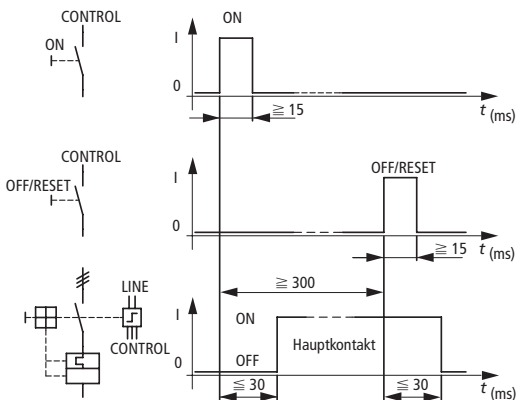 CONTROL
ON
I
ON
0
≧ 15
t (ms)
CONTROL
OFF/RESET
I
OFF/RESET
0
≧ 15
t (ms)
LINE
CONTROL
≧ 300
I
ON
Hauptkontakt
0
OFF
≦ 30
≦ 30
t (ms)